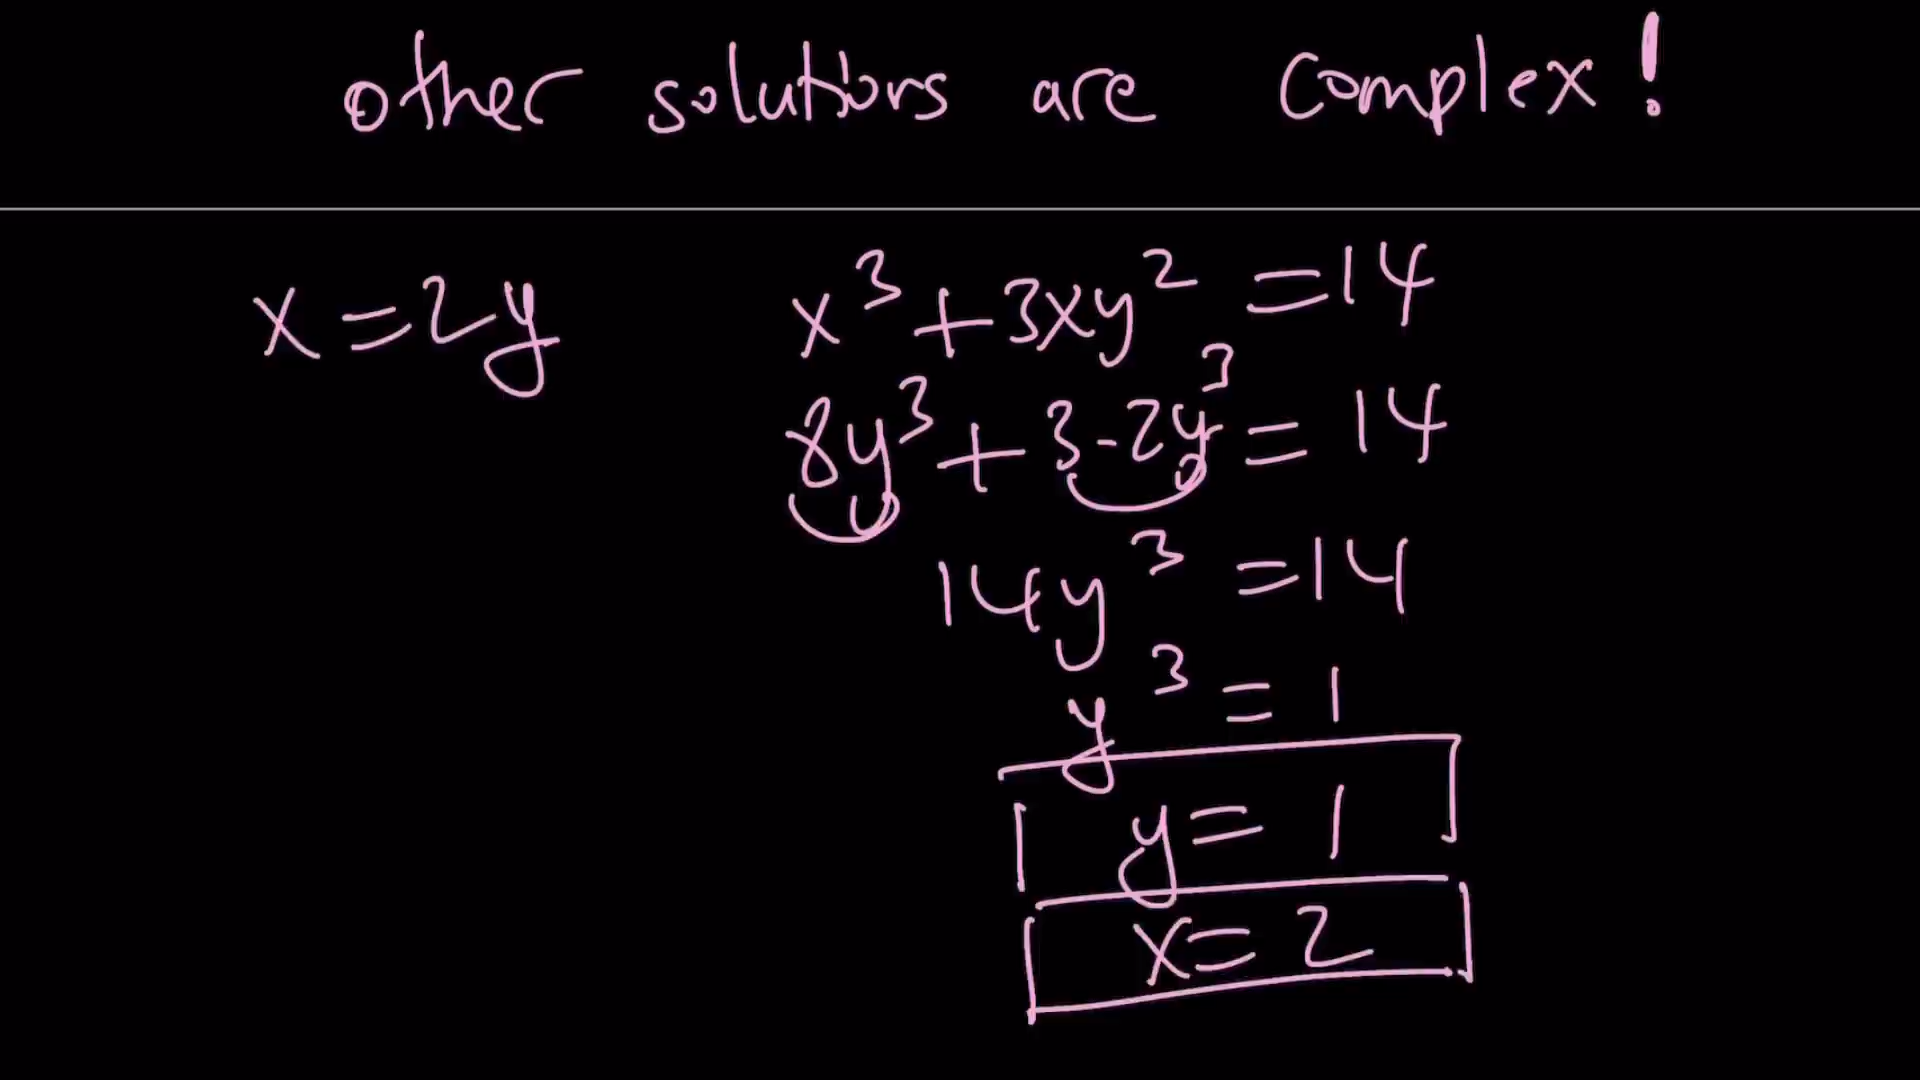 other solutions are complex!
x = 2y
x³ + 3xy² = 14
8y³ + 3·2y³ = 14
14y³ = 14
y³ = 1
y = 1
x = 2